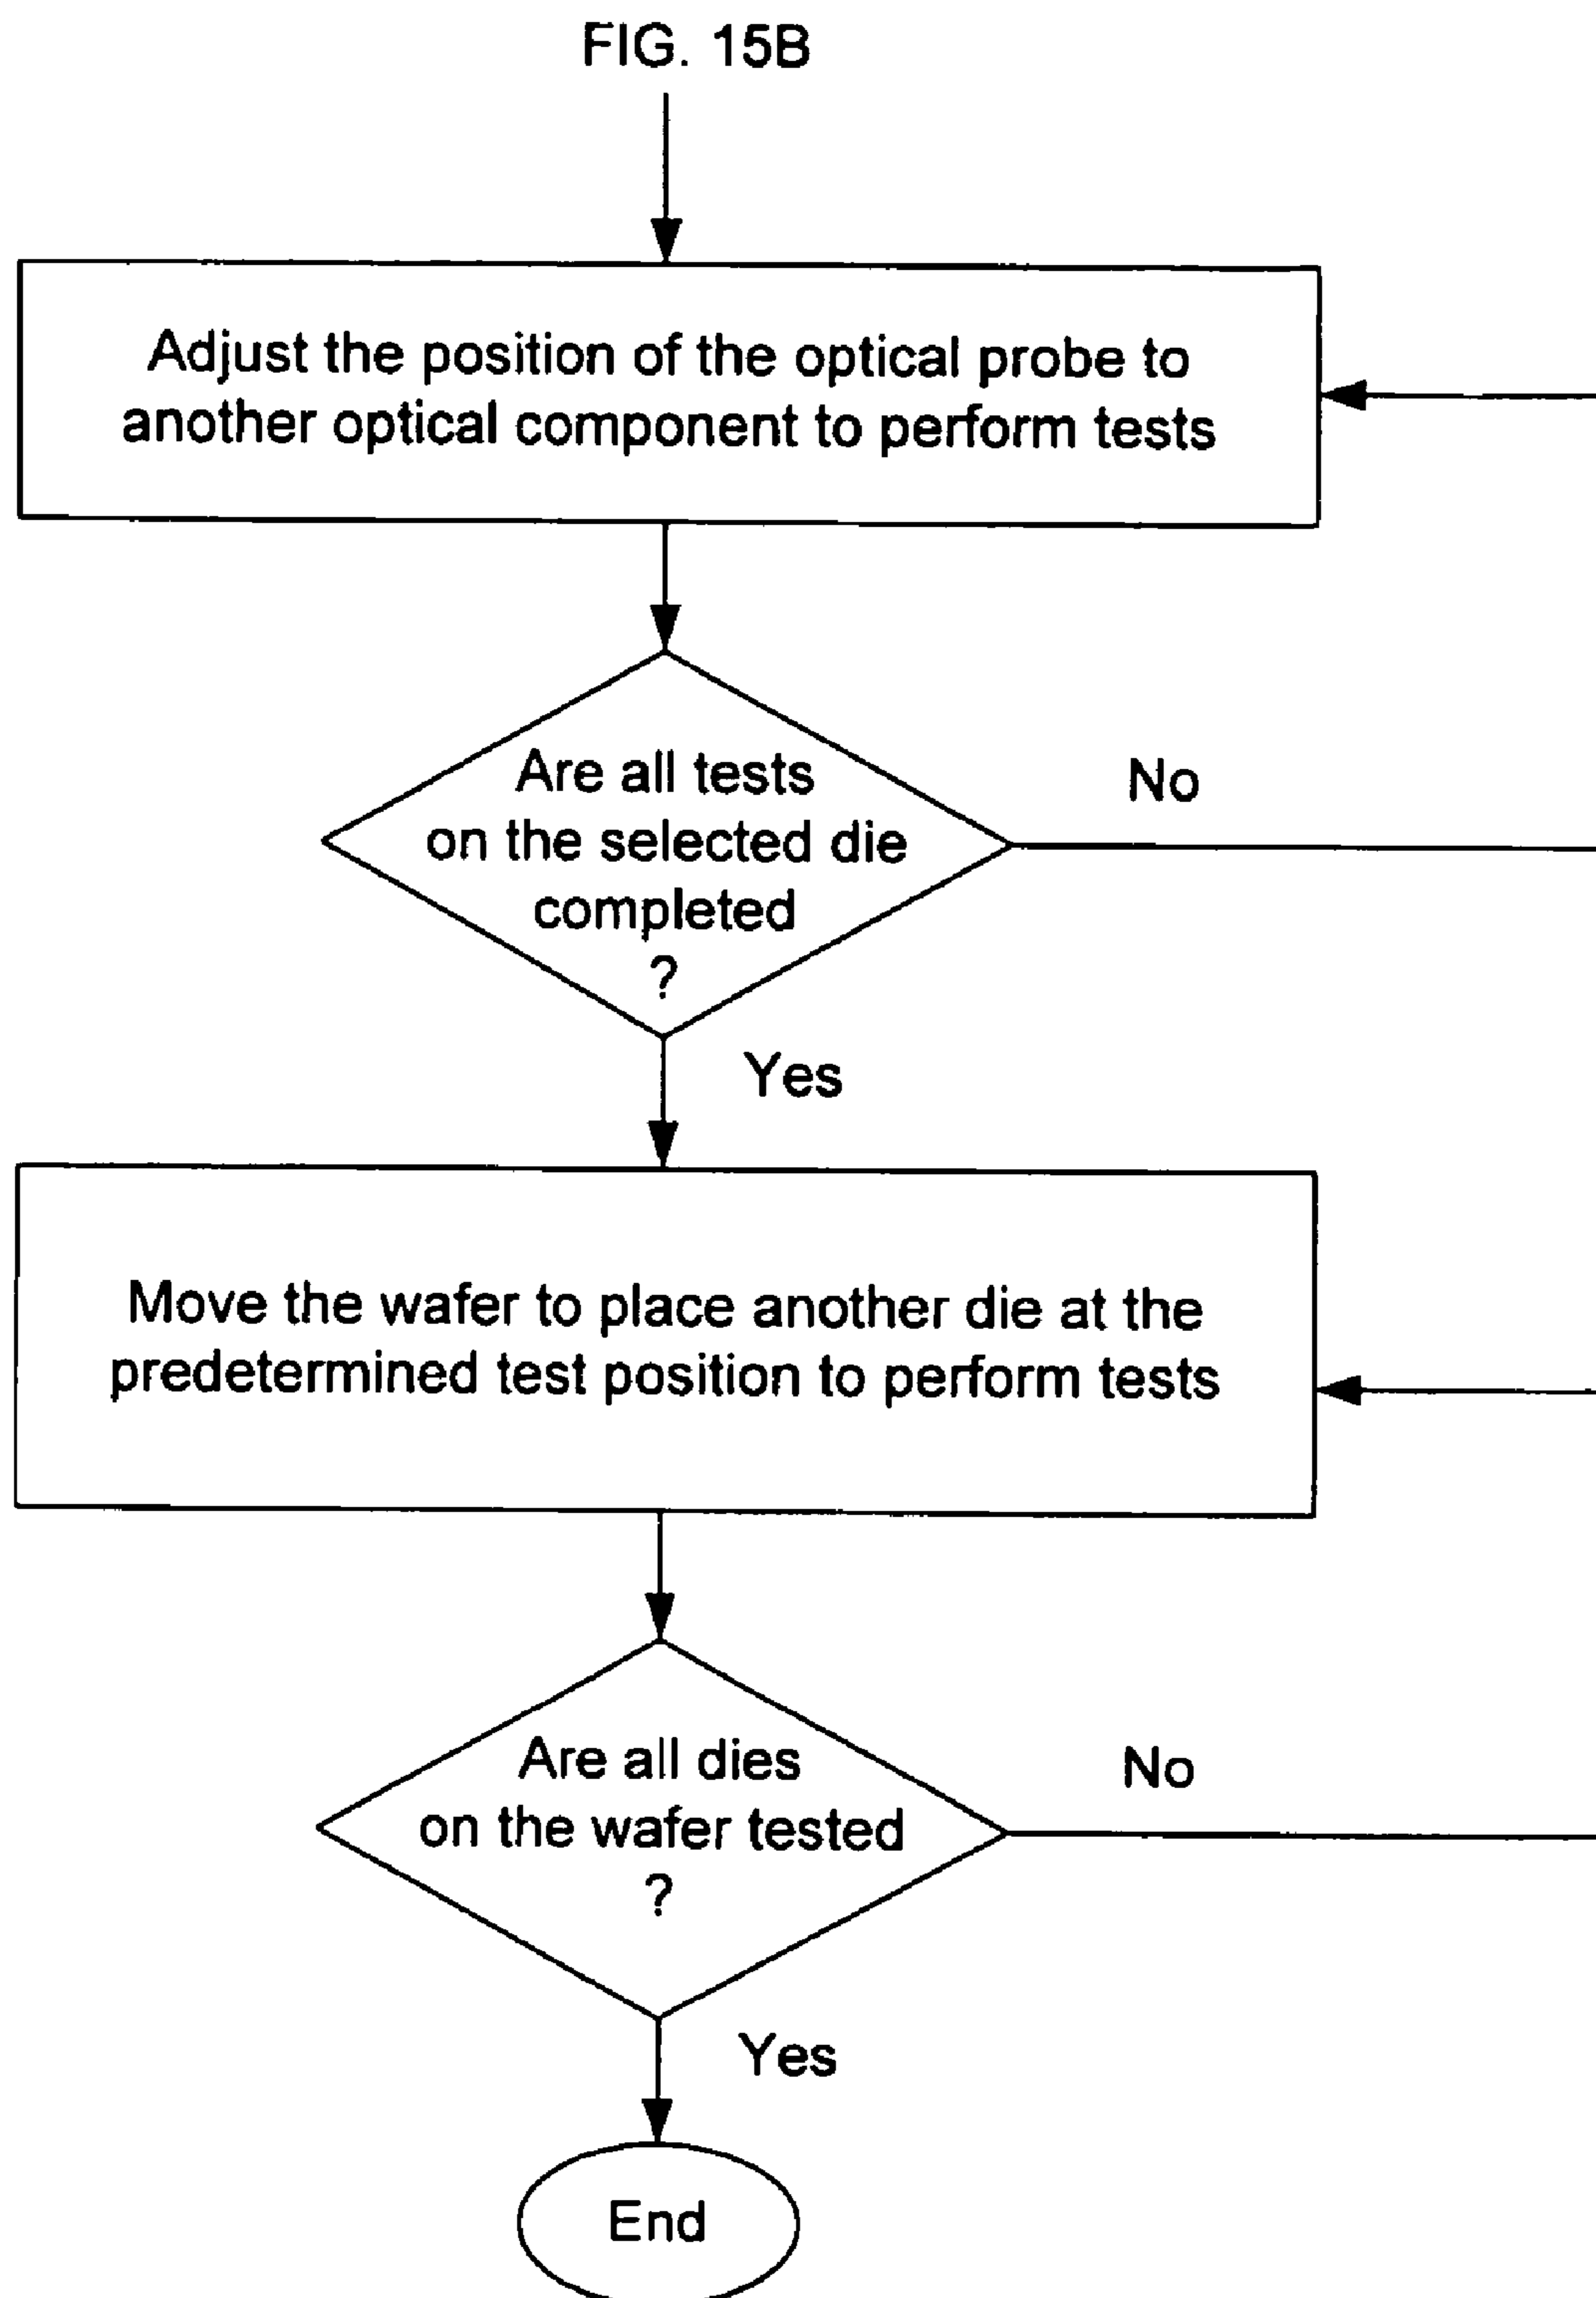 FIG. 15B
Adjust the position of the optical probe to
another optical component to perform tests
Are all tests
on the selected die
completed
?
No
Yes
Move the wafer to place another die at the
predetermined test position to perform tests
Are all dies
on the wafer tested
?
No
Yes
End